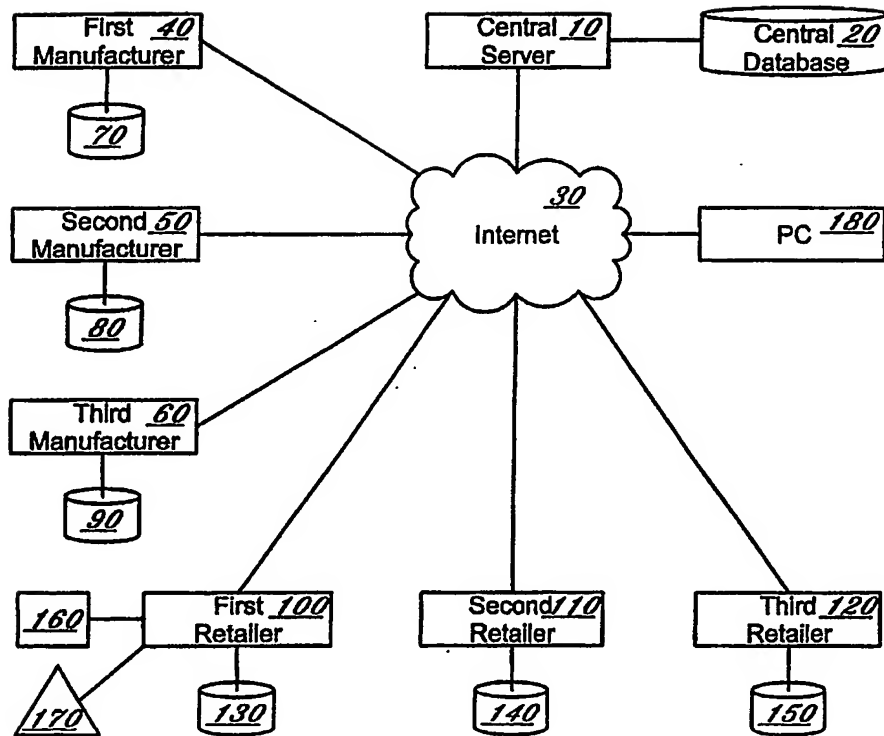 First 40
Manufacturer
Central 10
Server
Central 20
Database
70
30
Second 50
Manufacturer
Internet
PC 180
80
Third 60
Manufacturer
90
160
First 100
Retailer
Second 110
Retailer
Third 120
Retailer
170
130
140
150